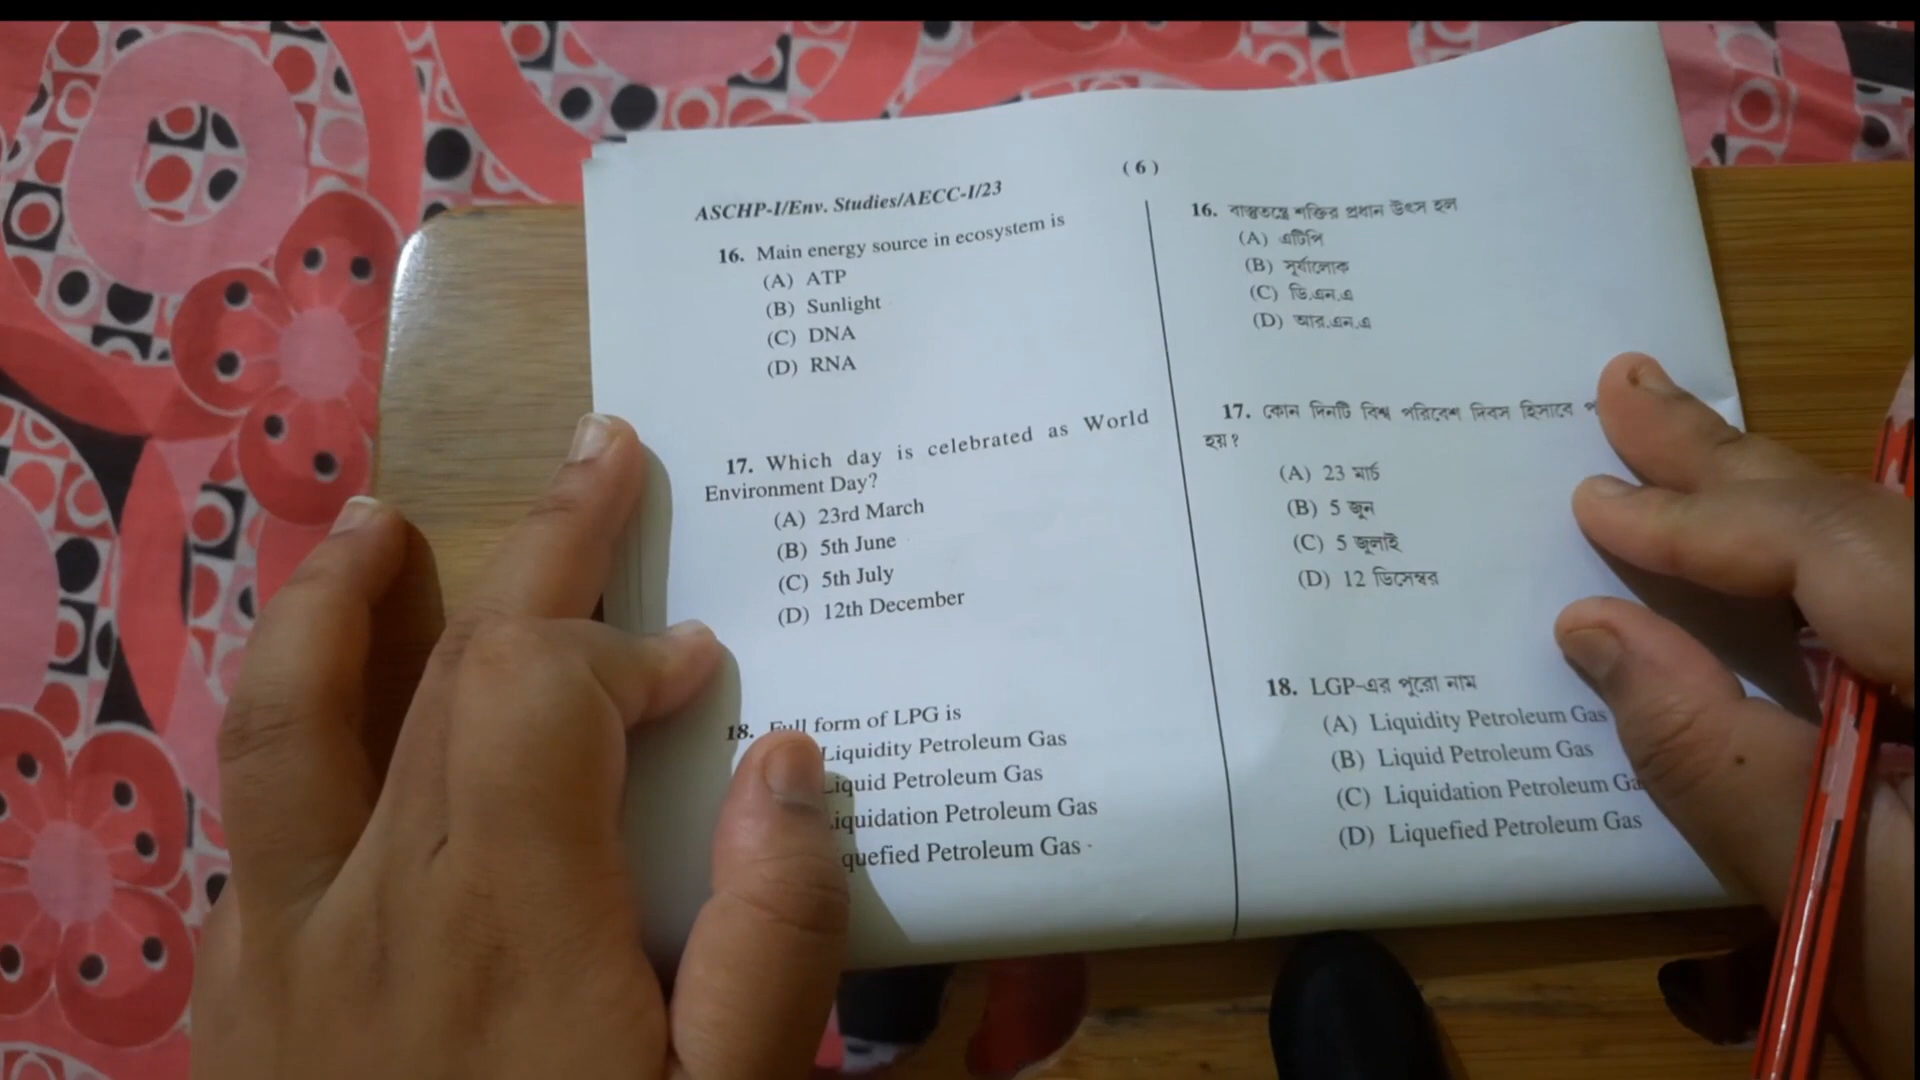 ( 6 )
ASCHP-I/Env. Studies/AECC-I/23
16. Main energy source in ecosystem is
(A) ATP
(B) Sunlight
(C) DNA
(D) RNA
17. Which day is celebrated as World
Environment Day?
(A) 23rd March
(B) 5th June
(C) 5th July
(D) 12th December
18. Full form of LPG is
Liquidity Petroleum Gas
Liquid Petroleum Gas
iquidation Petroleum Gas
quefied Petroleum Gas
16. বাস্তুতন্ত্রে শক্তির প্রধান উৎস হল
(A) এটিপি
(B) সূর্যালোক
(C) ডি.এন.এ
(D) আর.এন.এ
17. কোন দিনটি বিশ্ব পরিবেশ দিবস হিসাবে
হয়?
(A) 23 মার্চ
(B) 5 জুন
(C) 5 জুলাই
(D) 12 ডিসেম্বর
18. LGP-এর পুরো নাম
(A) Liquidity Petroleum Gas
(B) Liquid Petroleum Gas
(C) Liquidation Petroleum Ga
(D) Liquefied Petroleum Gas